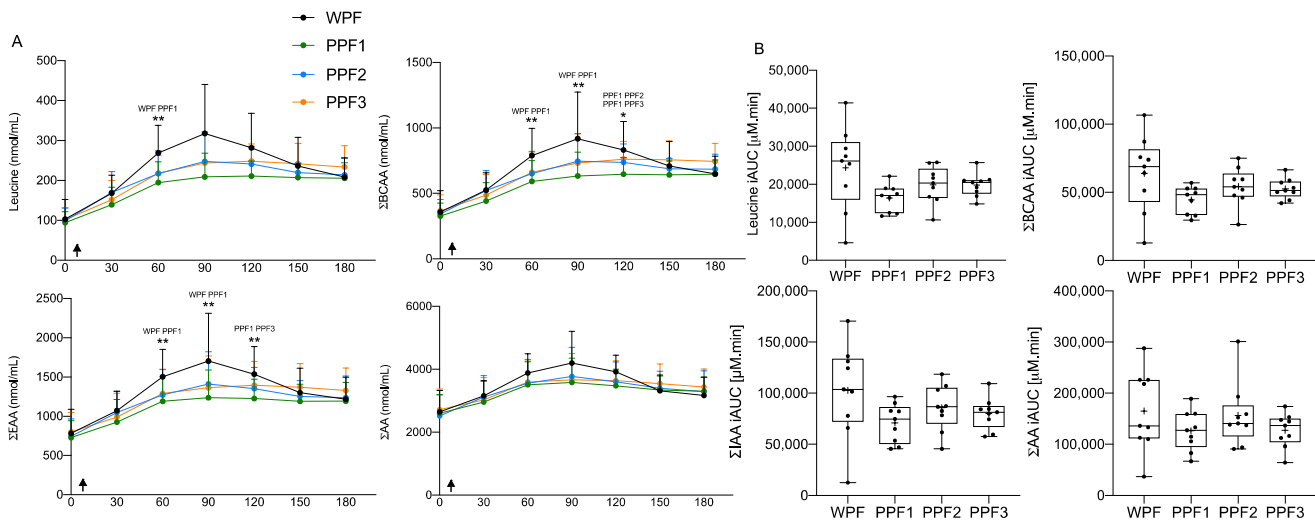 A
WPF
PPF1
PPF2
PPF3
Leucine (nmol/mL)
500
400
300
200
100
0
WPF PPF1
**
0 30 60 90 120 150 180
ΣBCAA (nmol/mL)
1500
1000
500
0
WPF PPF1
**
WPF PPF1
**
PPF1 PPF2
PPF1 PPF3
*
0 30 60 90 120 150 180
ΣEAA (nmol/mL)
2500
2000
1500
1000
500
0
WPF PPF1
**
WPF PPF1
**
PPF1 PPF3
**
0 30 60 90 120 150 180
ΣAA (nmol/mL)
6000
4000
2000
0
0 30 60 90 120 150 180
B
Leucine iAUC [µM.min]
50,000
40,000
30,000
20,000
10,000
0
WPF PPF1 PPF2 PPF3
ΣBCAA iAUC [µM.min]
150,000
100,000
50,000
0
WPF PPF1 PPF2 PPF3
ΣIAA iAUC [µM.min]
200,000
150,000
100,000
50,000
0
WPF PPF1 PPF2 PPF3
ΣAA iAUC [µM.min]
400,000
300,000
200,000
100,000
0
WPF PPF1 PPF2 PPF3